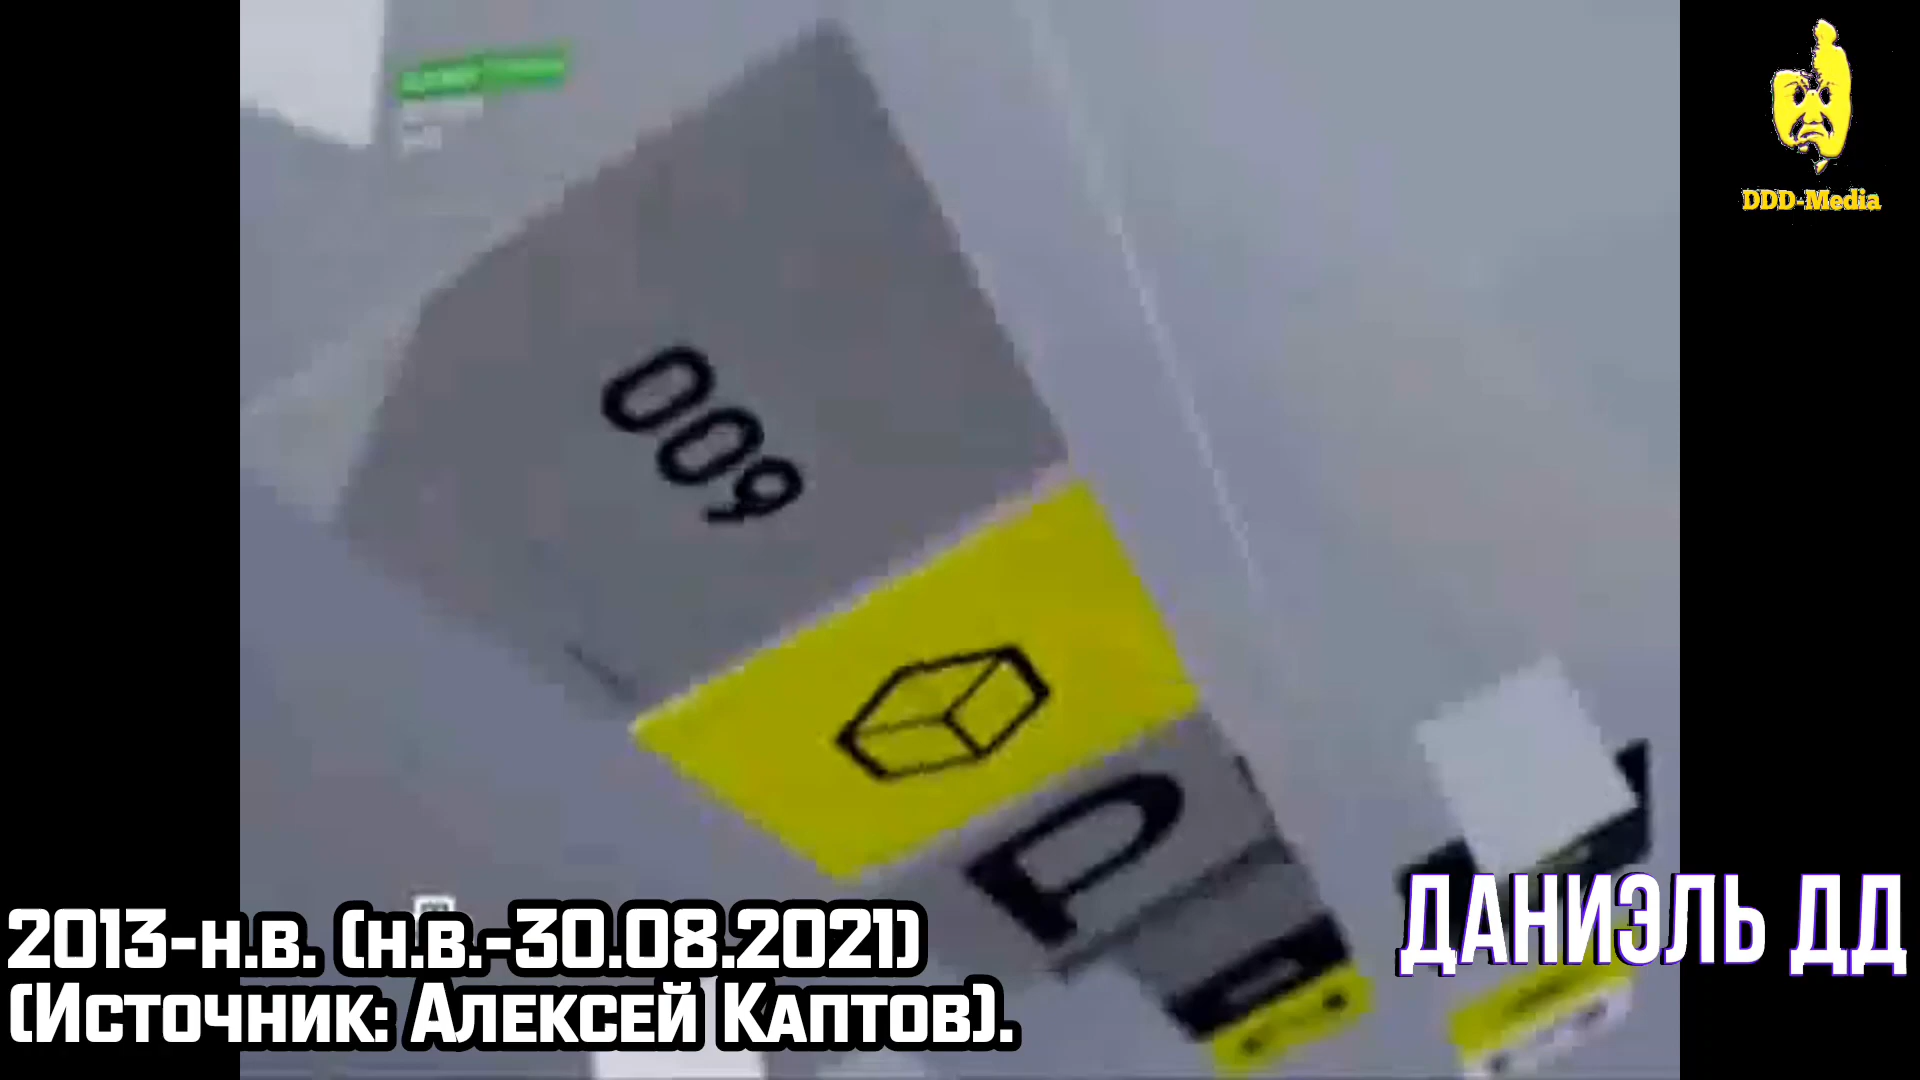 DDD-Media
009
2013-н.в. (н.в.-30.08.2021)
(Источник: Алексей Каптов).
ДАНИЭЛЬ ДД